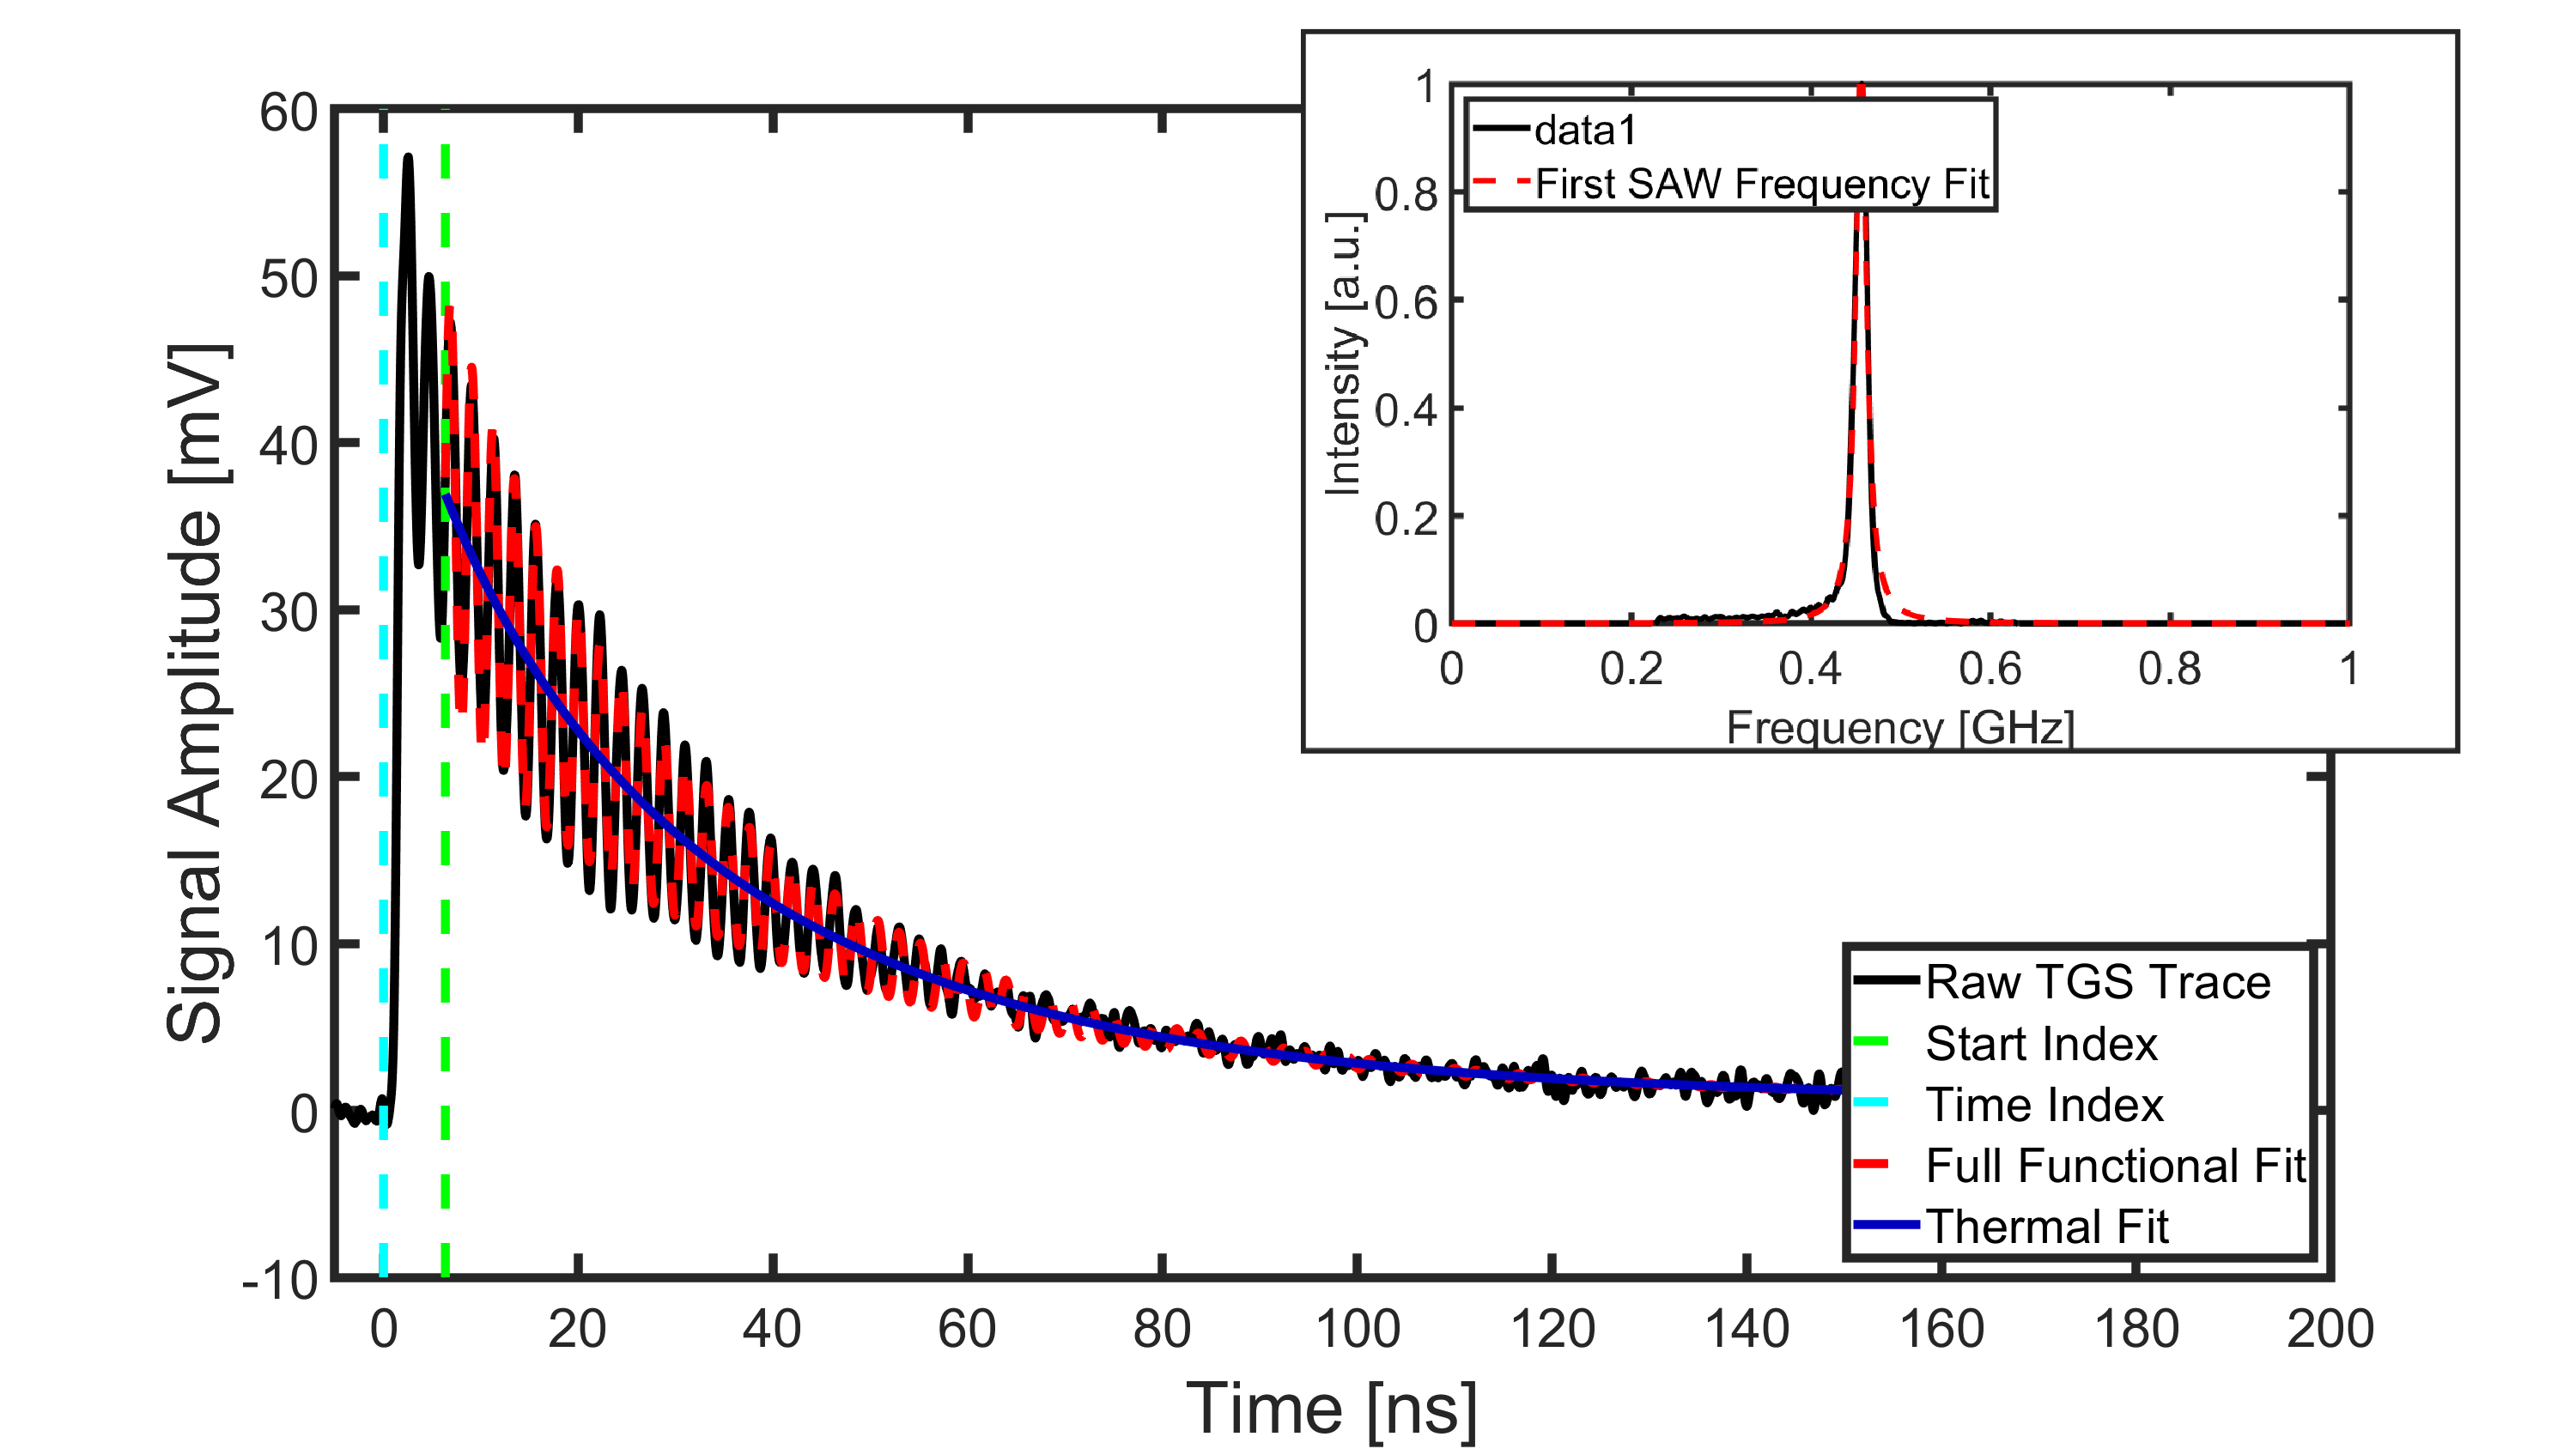 60
50
40
30
20
10
0
-10
Signal Amplitude [mV]
0 20 40 60 80 100 120 140 160 180 200
Time [ns]
1
0.8
0.6
0.4
0.2
0
Intensity [a.u.]
data1
First SAW Frequency Fit
0 0.2 0.4 0.6 0.8 1
Frequency [GHz]
Raw TGS Trace
Start Index
Time Index
Full Functional Fit
Thermal Fit